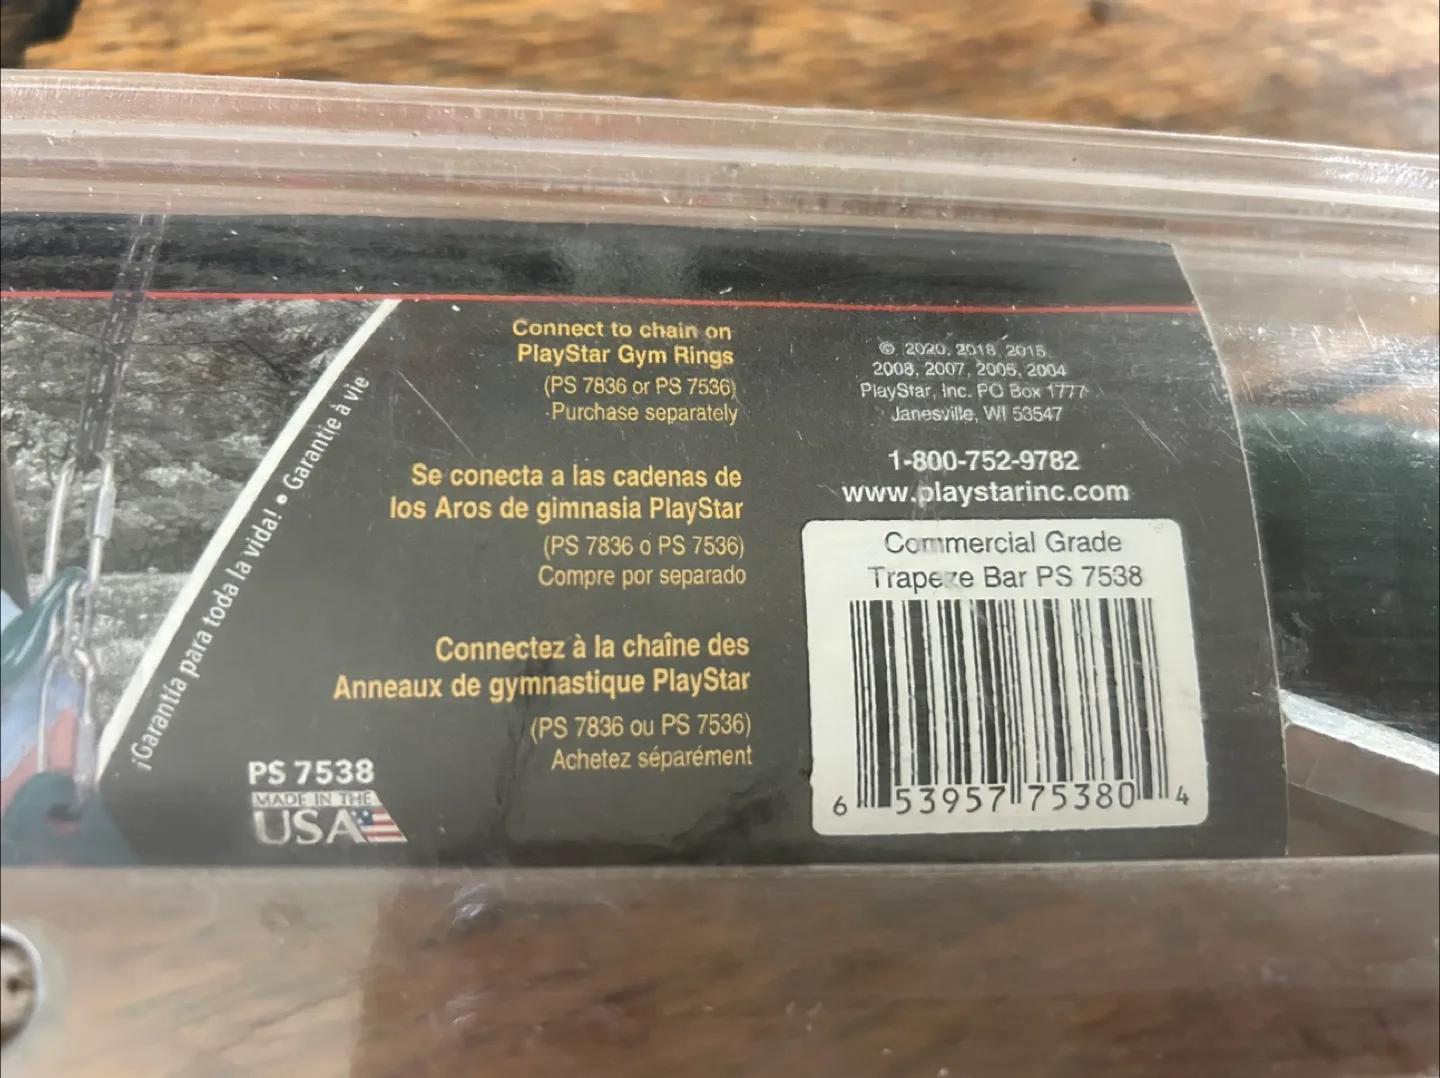 ¡Garantía para toda la vida! • Garantie à vie
Connect to chain on
PlayStar Gym Rings
(PS 7836 or PS 7536)
Purchase separately
Se conecta a las cadenas de
los Aros de gimnasia PlayStar
(PS 7836 o PS 7536)
Compre por separado
Connectez à la chaîne des
Anneaux de gymnastique PlayStar
(PS 7836 ou PS 7536)
Achetez séparément
PS 7538
MADE IN THE
USA
© 2020, 2018, 2015,
2008, 2007, 2005, 2004
PlayStar, Inc. PO Box 1777
Janesville, WI 53547
1-800-752-9782
www.playstarinc.com
Commercial Grade
Trapeze Bar PS 7538
6 53957 75380 4